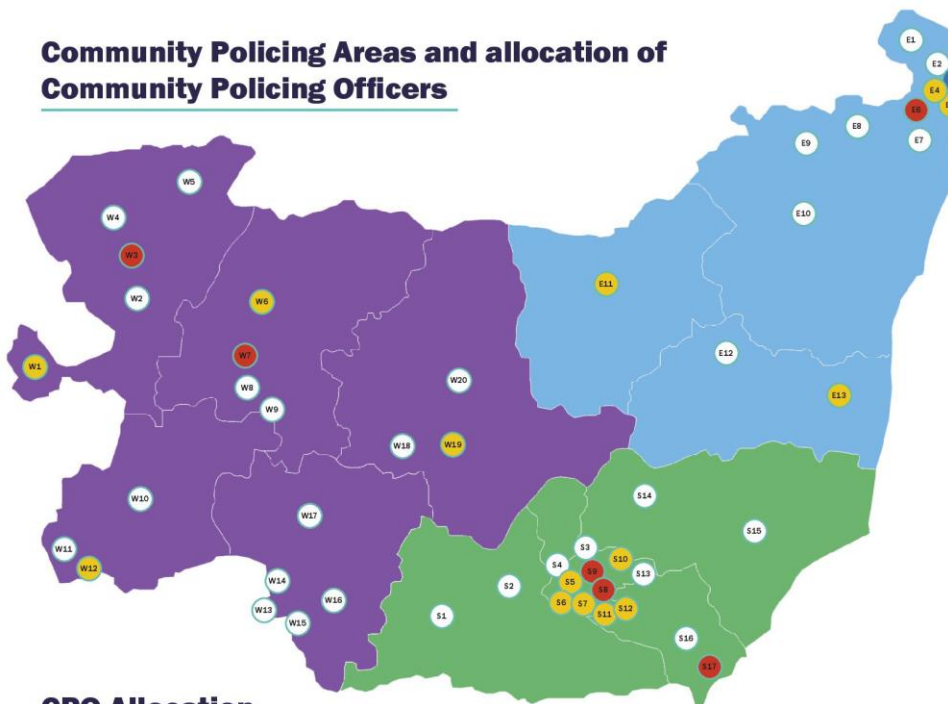 Community Policing Areas and allocation of
Community Policing Officers
E1
E2
E4
E6
E7
E8
E9
E10
W5
W4
W3
W2
W6
E11
W1
W7
W8
W9
W20
E12
E13
W18
W19
W10
W17
W11
W12
S14
S15
S3
S4
S9
S10
S13
S5
S8
S2
W14
W13
W16
W15
S6
S7
S11
S12
S1
S16
S17
CPO Allocation